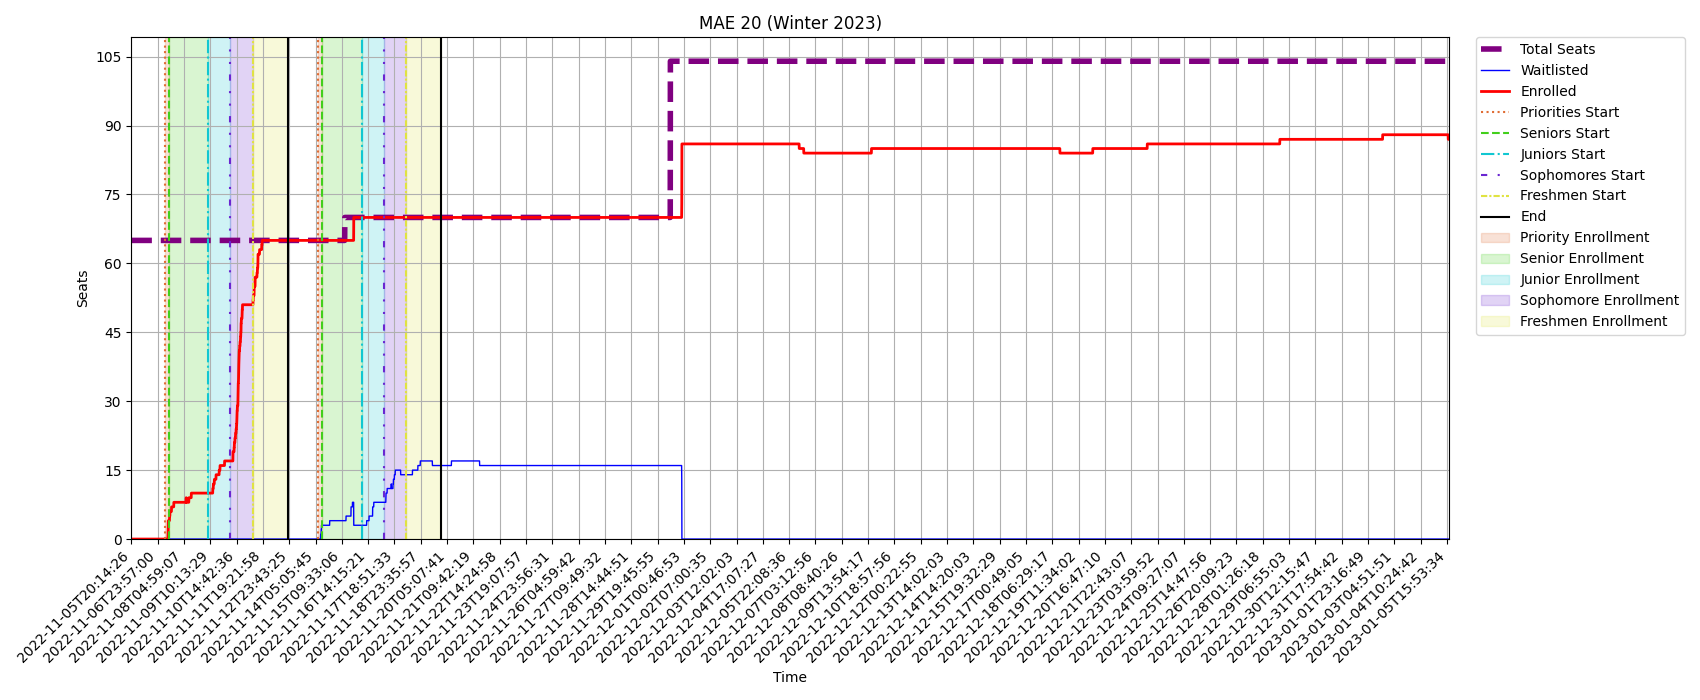 MAE 20 (Winter 2023)
Seats
105
90
75
60
45
30
15
0
2022-11-05T20:14:26
2022-11-06T23:57:00
2022-11-08T04:59:07
2022-11-09T10:13:29
2022-11-10T14:42:36
2022-11-11T19:21:58
2022-11-12T23:43:25
2022-11-14T05:05:45
2022-11-15T09:33:06
2022-11-16T14:15:21
2022-11-17T18:51:33
2022-11-18T23:35:57
2022-11-20T05:07:41
2022-11-21T09:42:19
2022-11-22T14:24:58
2022-11-23T19:07:57
2022-11-24T23:56:31
2022-11-26T04:59:42
2022-11-27T09:49:32
2022-11-28T14:44:51
2022-11-29T19:45:55
2022-12-01T00:46:53
2022-12-02T07:00:35
2022-12-03T12:02:03
2022-12-04T17:07:27
2022-12-05T22:08:36
2022-12-07T03:12:56
2022-12-08T08:40:26
2022-12-09T13:54:17
2022-12-10T18:57:56
2022-12-12T00:22:55
2022-12-13T14:02:03
2022-12-14T14:20:03
2022-12-15T19:32:29
2022-12-17T00:49:05
2022-12-18T06:29:17
2022-12-19T11:34:02
2022-12-20T16:47:10
2022-12-21T22:43:07
2022-12-23T03:59:52
2022-12-24T09:27:07
2022-12-25T14:47:56
2022-12-26T20:09:23
2022-12-28T01:26:18
2022-12-29T06:55:03
2022-12-30T12:15:47
2022-12-31T17:54:42
2023-01-01T23:16:49
2023-01-03T04:51:51
2023-01-04T10:24:42
2023-01-05T15:53:34
Time
Total Seats
Waitlisted
Enrolled
Priorities Start
Seniors Start
Juniors Start
Sophomores Start
Freshmen Start
End
Priority Enrollment
Senior Enrollment
Junior Enrollment
Sophomore Enrollment
Freshmen Enrollment